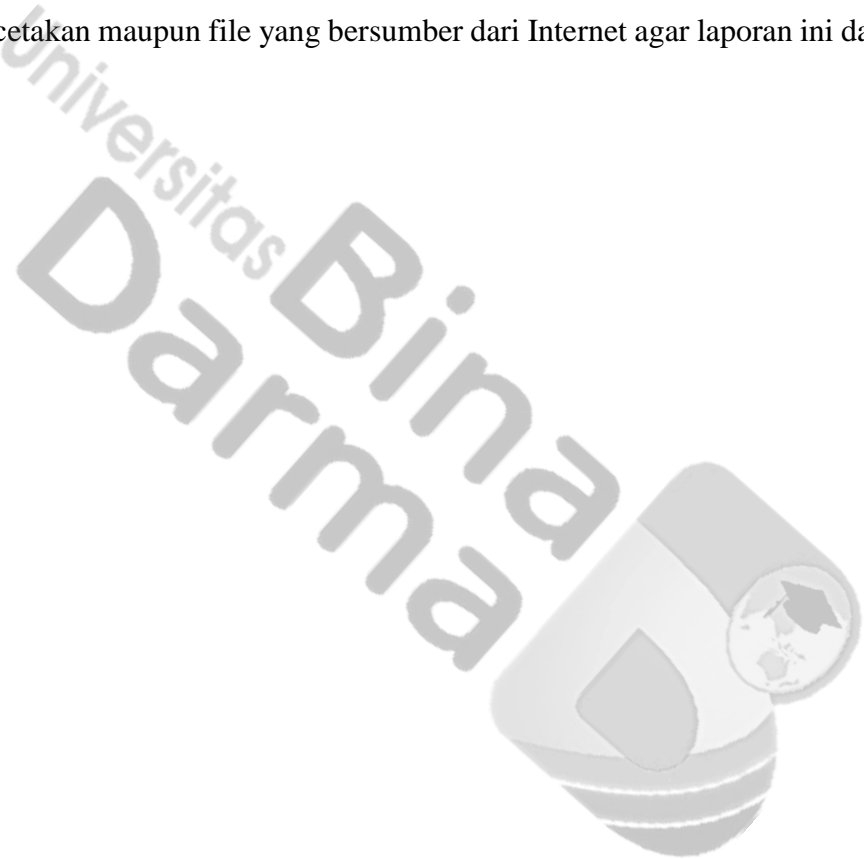 cetakan maupun file yang bersumber dari Internet agar laporan ini da
Universitas
Bina
Darma